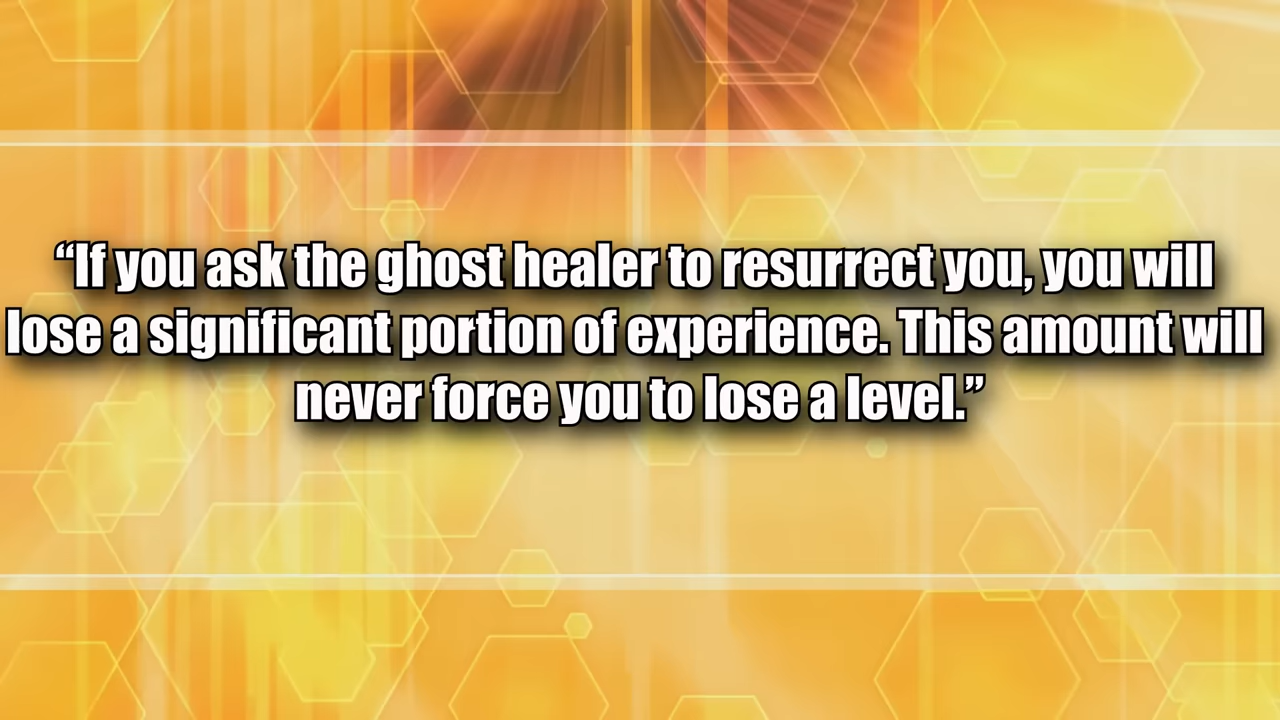 “If you ask the ghost healer to resurrect you, you will
lose a significant portion of experience. This amount will
never force you to lose a level.”